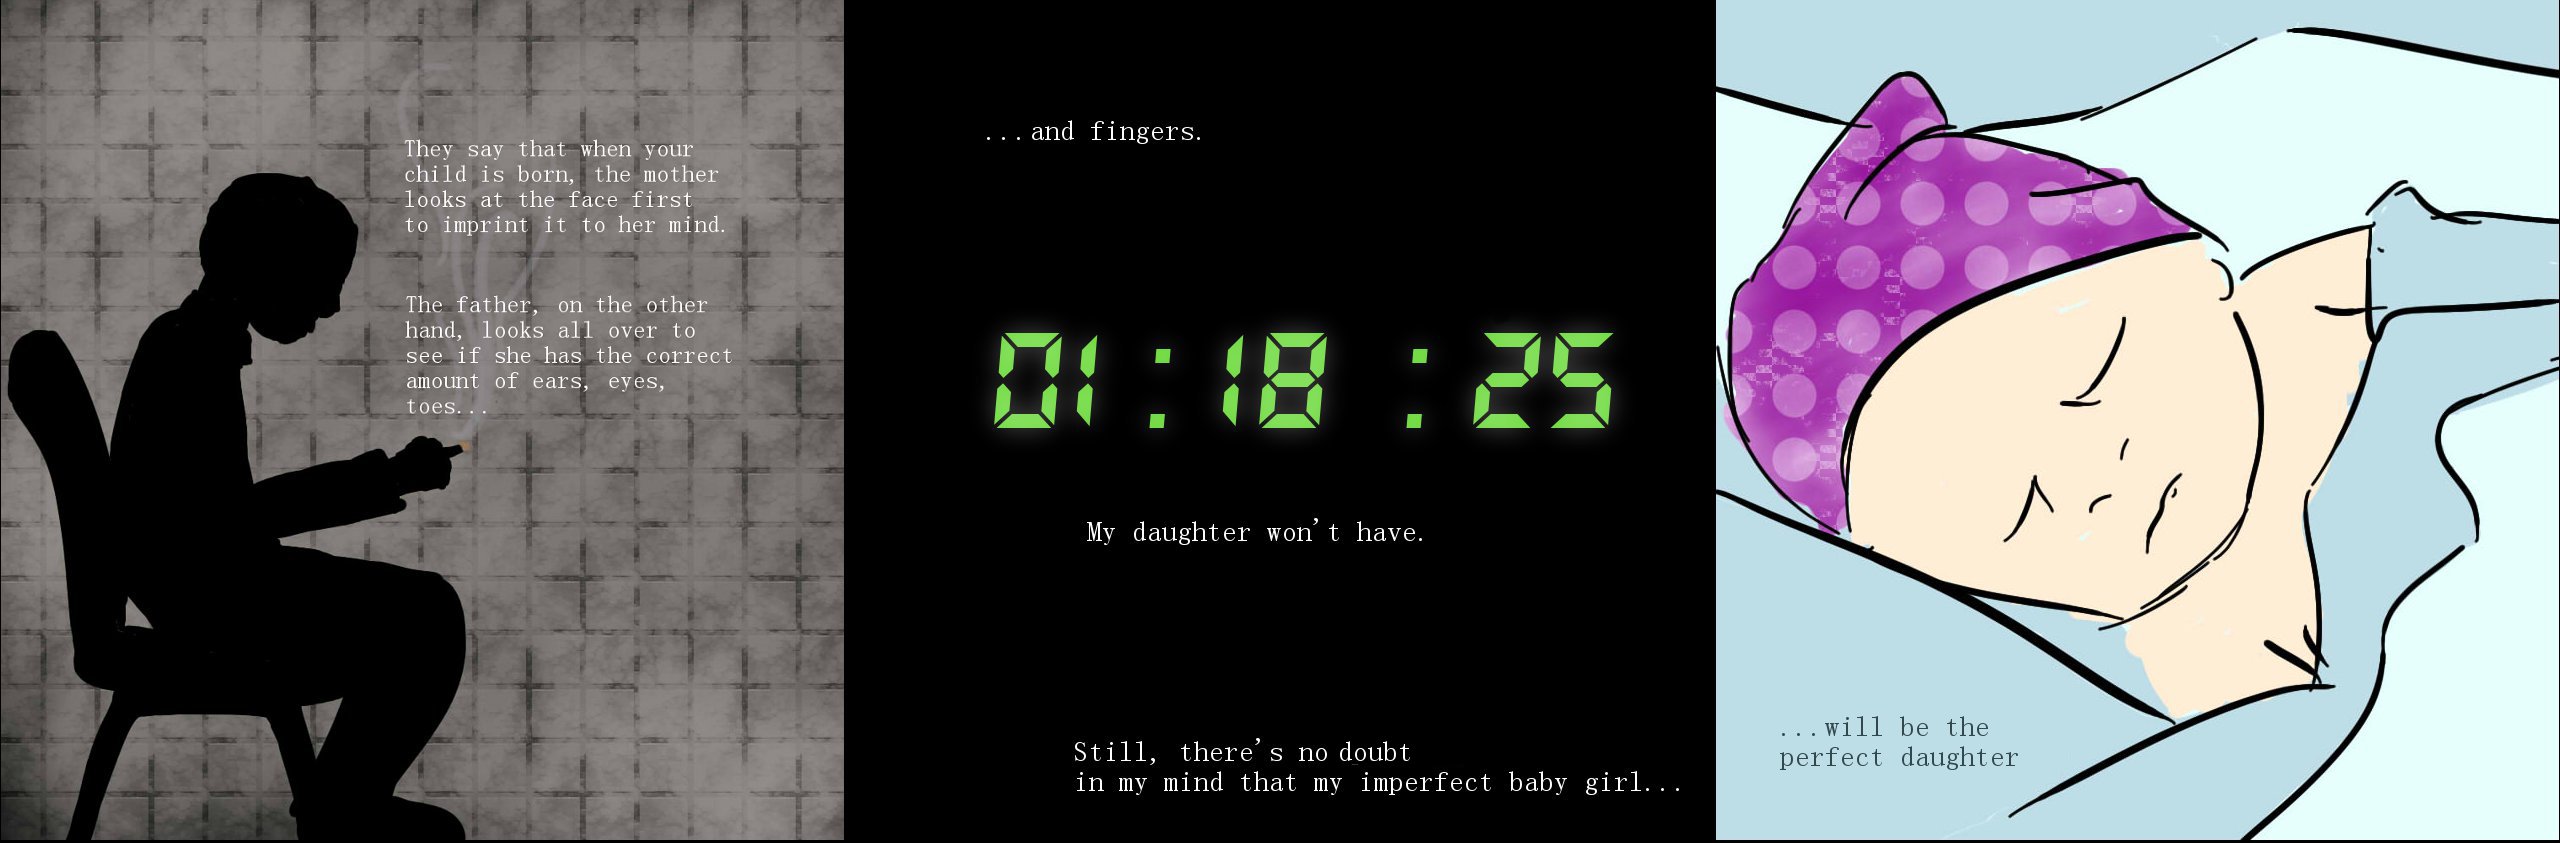 They say that when your
child is born, the mother
looks at the face first
to imprint it to her mind.
The father, on the other
hand, looks all over to
see if she has the correct
amount of ears, eyes,
toes...
...and fingers.
01:18:25
My daughter won't have.
Still, there's no doubt
in my mind that my imperfect baby girl...
...will be the
perfect daughter